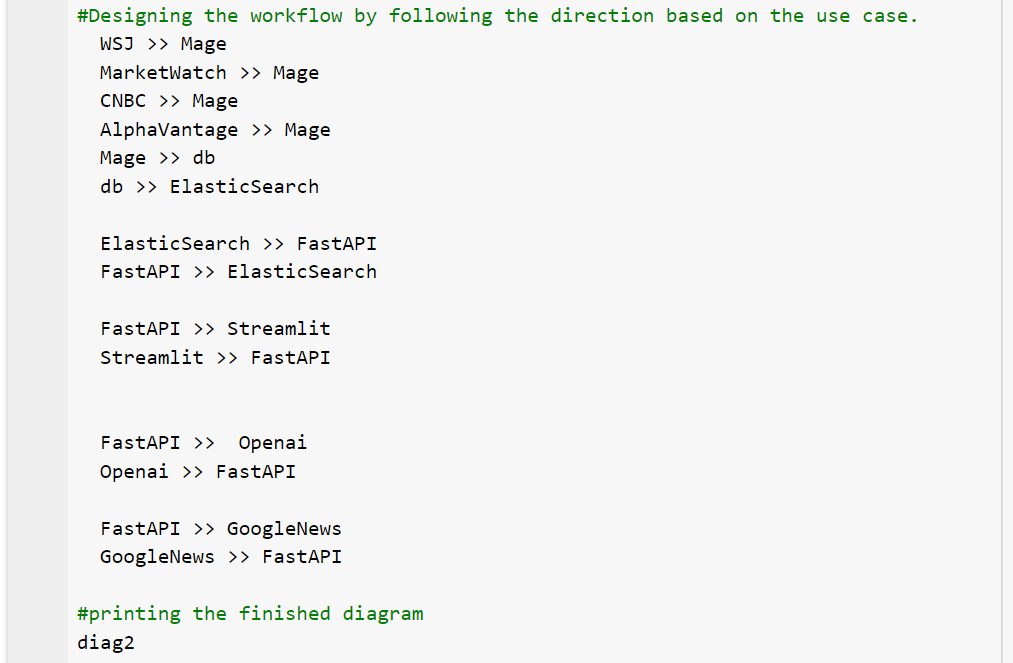 #Designing the workflow by following the direction based on the use case.
WSJ >> Mage
MarketWatch >> Mage
CNBC >> Mage
AlphaVantage >> Mage
Mage >> db
db >> ElasticSearch
ElasticSearch >> FastAPI
FastAPI >> ElasticSearch
FastAPI >> Streamlit
Streamlit >> FastAPI
FastAPI >>  Openai
Openai >> FastAPI
FastAPI >> GoogleNews
GoogleNews >> FastAPI
#printing the finished diagram
diag2